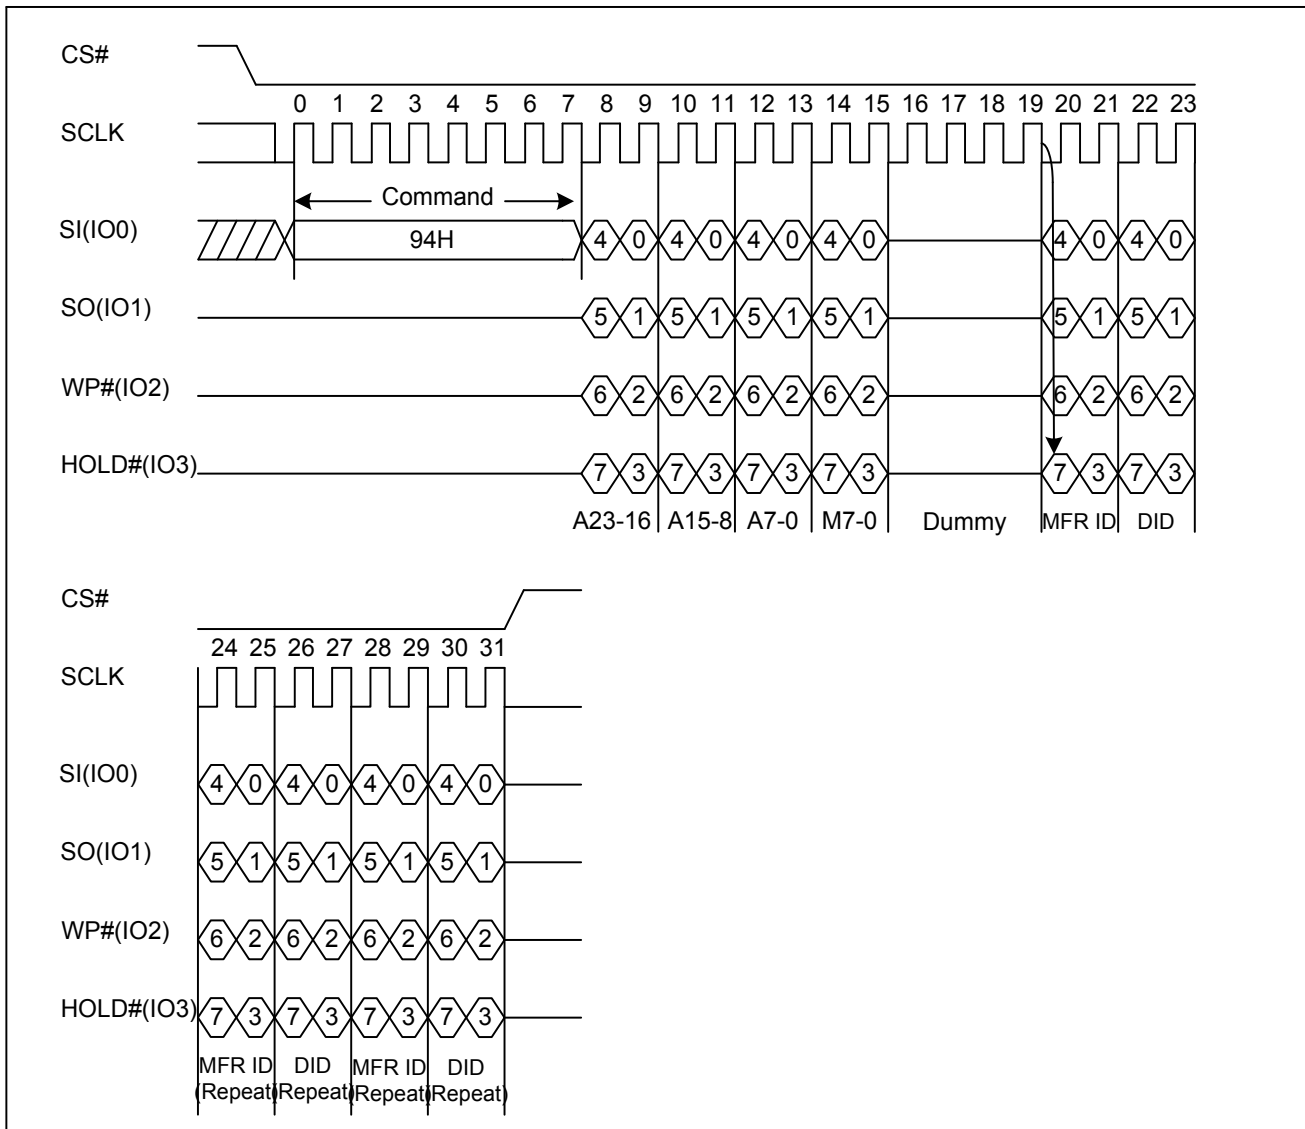 CS#
0 1 2 3 4 5 6 7 8 9 10 11 12 13 14 15 16 17 18 19 20 21 22 23
SCLK
Command
SI(IO0) 94H 4 0 4 0 4 0 4 0 4 0 4 0
SO(IO1) 5 1 5 1 5 1 5 1 5 1 5 1
WP#(IO2) 6 2 6 2 6 2 6 2 6 2 6 2
HOLD#(IO3) 7 3 7 3 7 3 7 3 7 3 7 3
A23-16 A15-8 A7-0 M7-0 Dummy MFR ID DID
CS#
24 25 26 27 28 29 30 31
SCLK
SI(IO0) 4 0 4 0 4 0 4 0
SO(IO1) 5 1 5 1 5 1 5 1
WP#(IO2) 6 2 6 2 6 2 6 2
HOLD#(IO3) 7 3 7 3 7 3 7 3
MFR ID DID MFR ID DID
(Repeat) (Repeat) (Repeat) (Repeat)